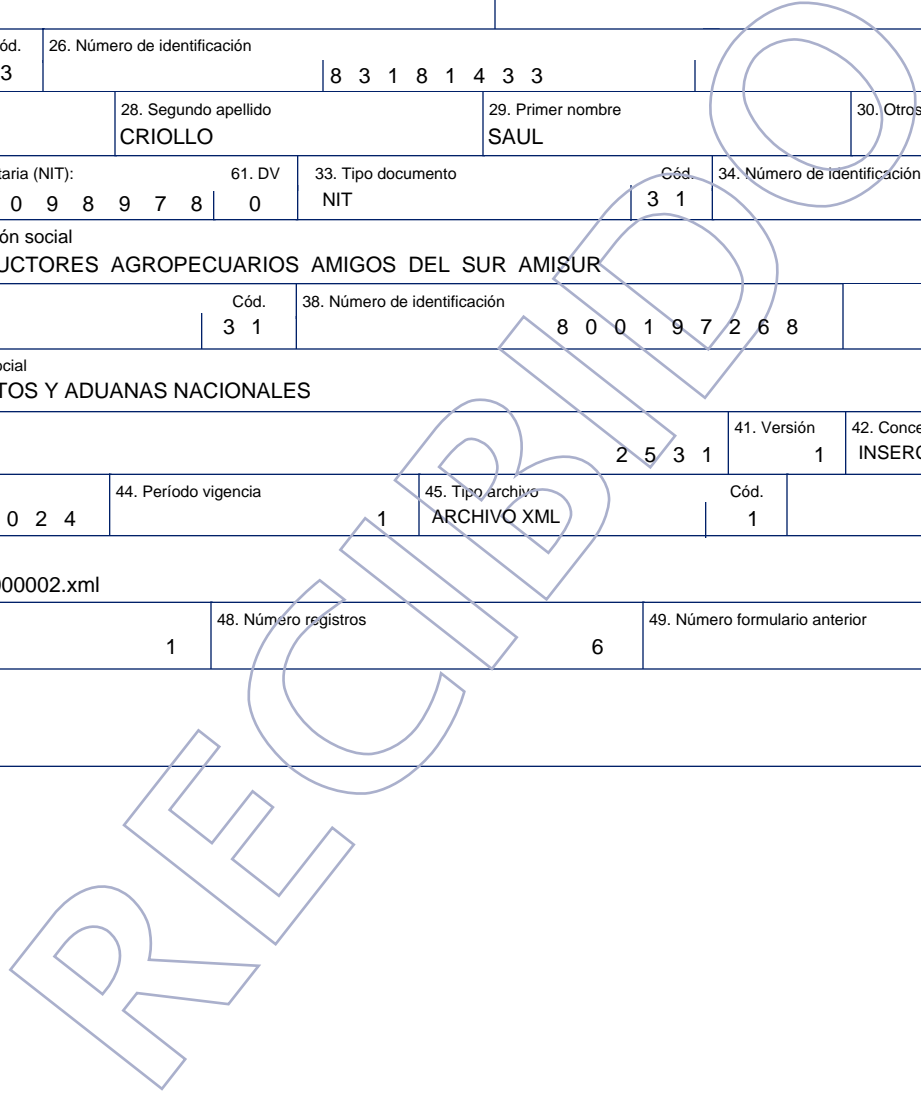 ód. 26. Número de identificación
3 8 3 1 8 1 4 3 3
28. Segundo apellido 29. Primer nombre 30. Otros
CRIOLLO SAUL
taria (NIT): 61. DV 33. Tipo documento Cód. 34. Número de identificación
0 9 8 9 7 8 0 NIT 3 1
ón social
UCTORES AGROPECUARIOS AMIGOS DEL SUR AMISUR
Cód. 38. Número de identificación
3 1 8 0 0 1 9 7 2 6 8
ocial
TOS Y ADUANAS NACIONALES
41. Versión 42. Conce
2 5 3 1 1 INSERC
44. Período vigencia 45. Tipo archivo Cód.
0 2 4 1 ARCHIVO XML 1
000002.xml
48. Número registros 49. Número formulario anterior
1 6
RECIBIDO